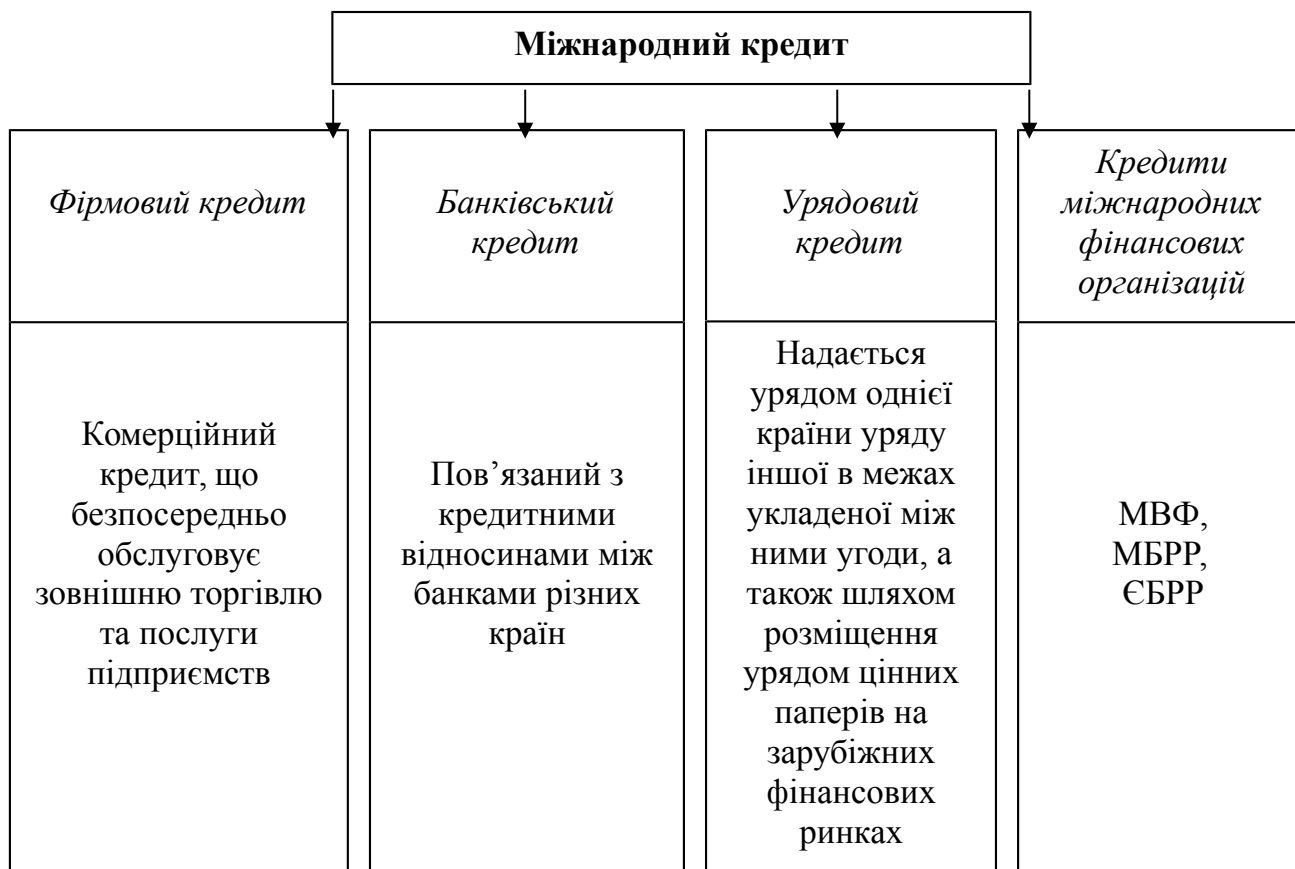 Міжнародний кредит
Фірмовий кредит
Банківський
кредит
Урядовий
кредит
Кредити
міжнародних
фінансових
організацій
Комерційний
кредит, що
безпосередньо
обслуговує
зовнішню торгівлю
та послуги
підприємств
Пов’язаний з
кредитними
відносинами між
банками різних
країн
Надається
урядом однієї
країни уряду
іншої в межах
укладеної між
ними угоди, а
також шляхом
розміщення
урядом цінних
паперів на
зарубіжних
фінансових
ринках
МВФ,
МБРР,
ЄБРР